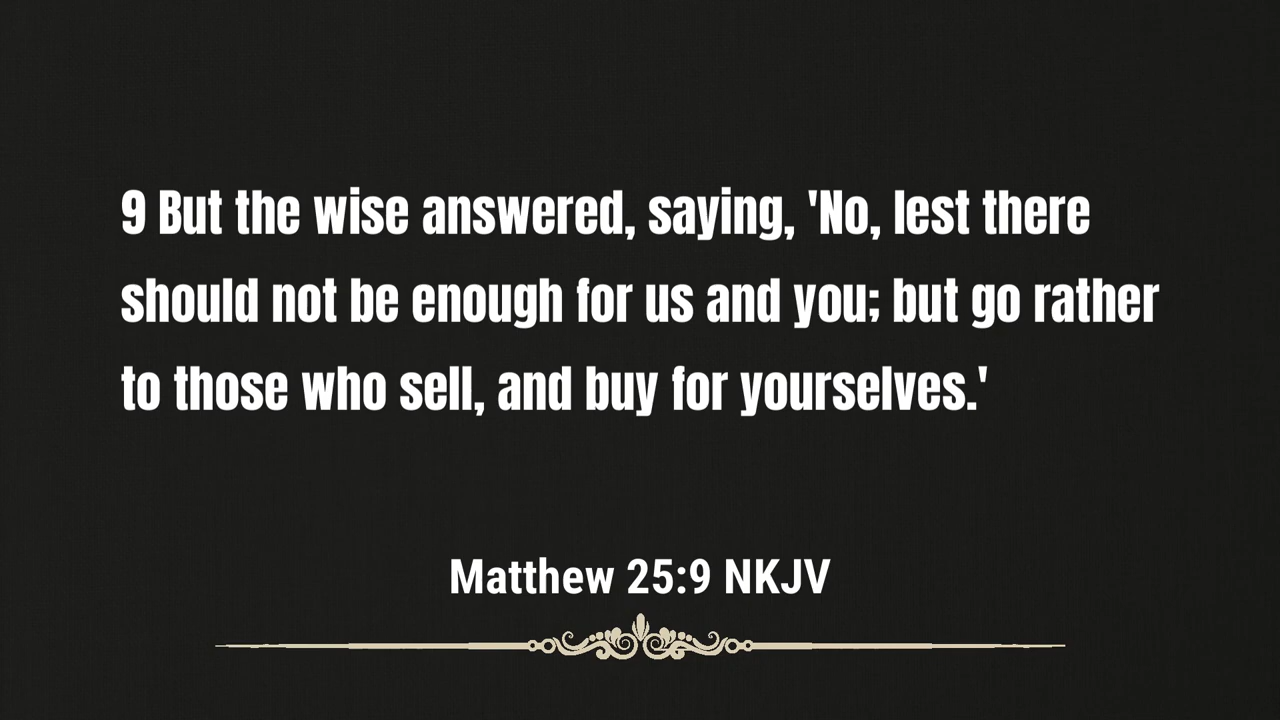 9 But the wise answered, saying, 'No, lest there
should not be enough for us and you; but go rather
to those who sell, and buy for yourselves.'
Matthew 25:9 NKJV